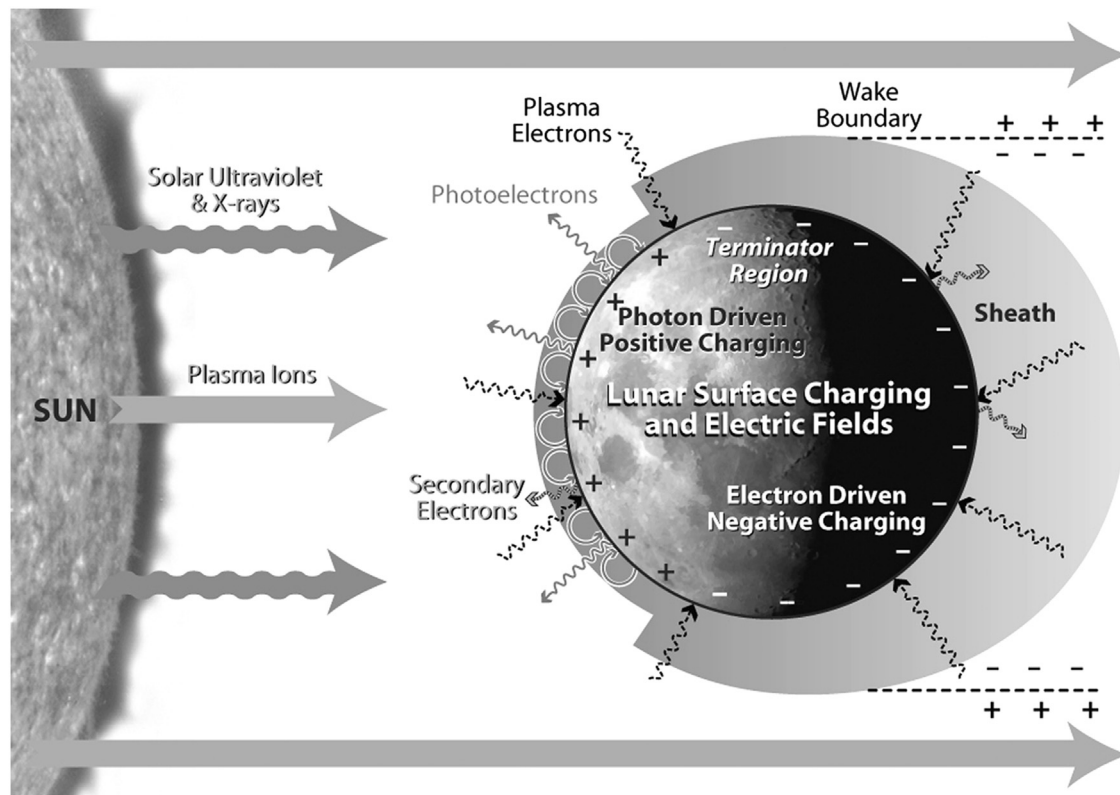 Plasma
Electrons
Wake
Boundary
+ + +
− − −
Solar Ultraviolet
& X-rays
Photoelectrons
Terminator
Region
Sheath
Photon Driven
Positive Charging
Plasma Ions
SUN
Lunar Surface Charging
and Electric Fields
Secondary
Electrons
Electron Driven
Negative Charging
− − −
+ + +